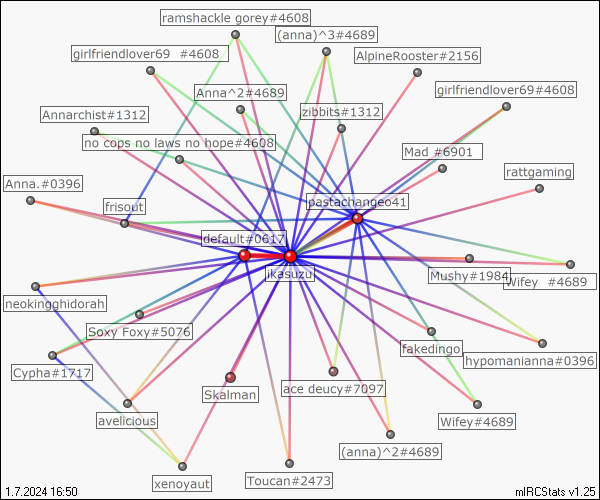 ramshackle gorey#4608
(anna)^3#4689
girlfriendlover69 #4608
AlpineRooster#2156
Anna^2#4689
girlfriendlover69#4608
Annarchist#1312
zibbits#1312
no cops no laws no hope#4608
Mad #6901
Anna.#0396
rattgaming
pastachangeo41
frisout
default#0617
ikasuzu
Mushy#1984
Wifey #4689
neokingghidorah
Soxy Foxy#5076
fakedingo
hypomanianna#0396
Cypha#1717
Skalman
ace deucy#7097
avelicious
Wifey#4689
(anna)^2#4689
xenoyaut
Toucan#2473
1.7.2024 16:50
mIRCStats v1.25